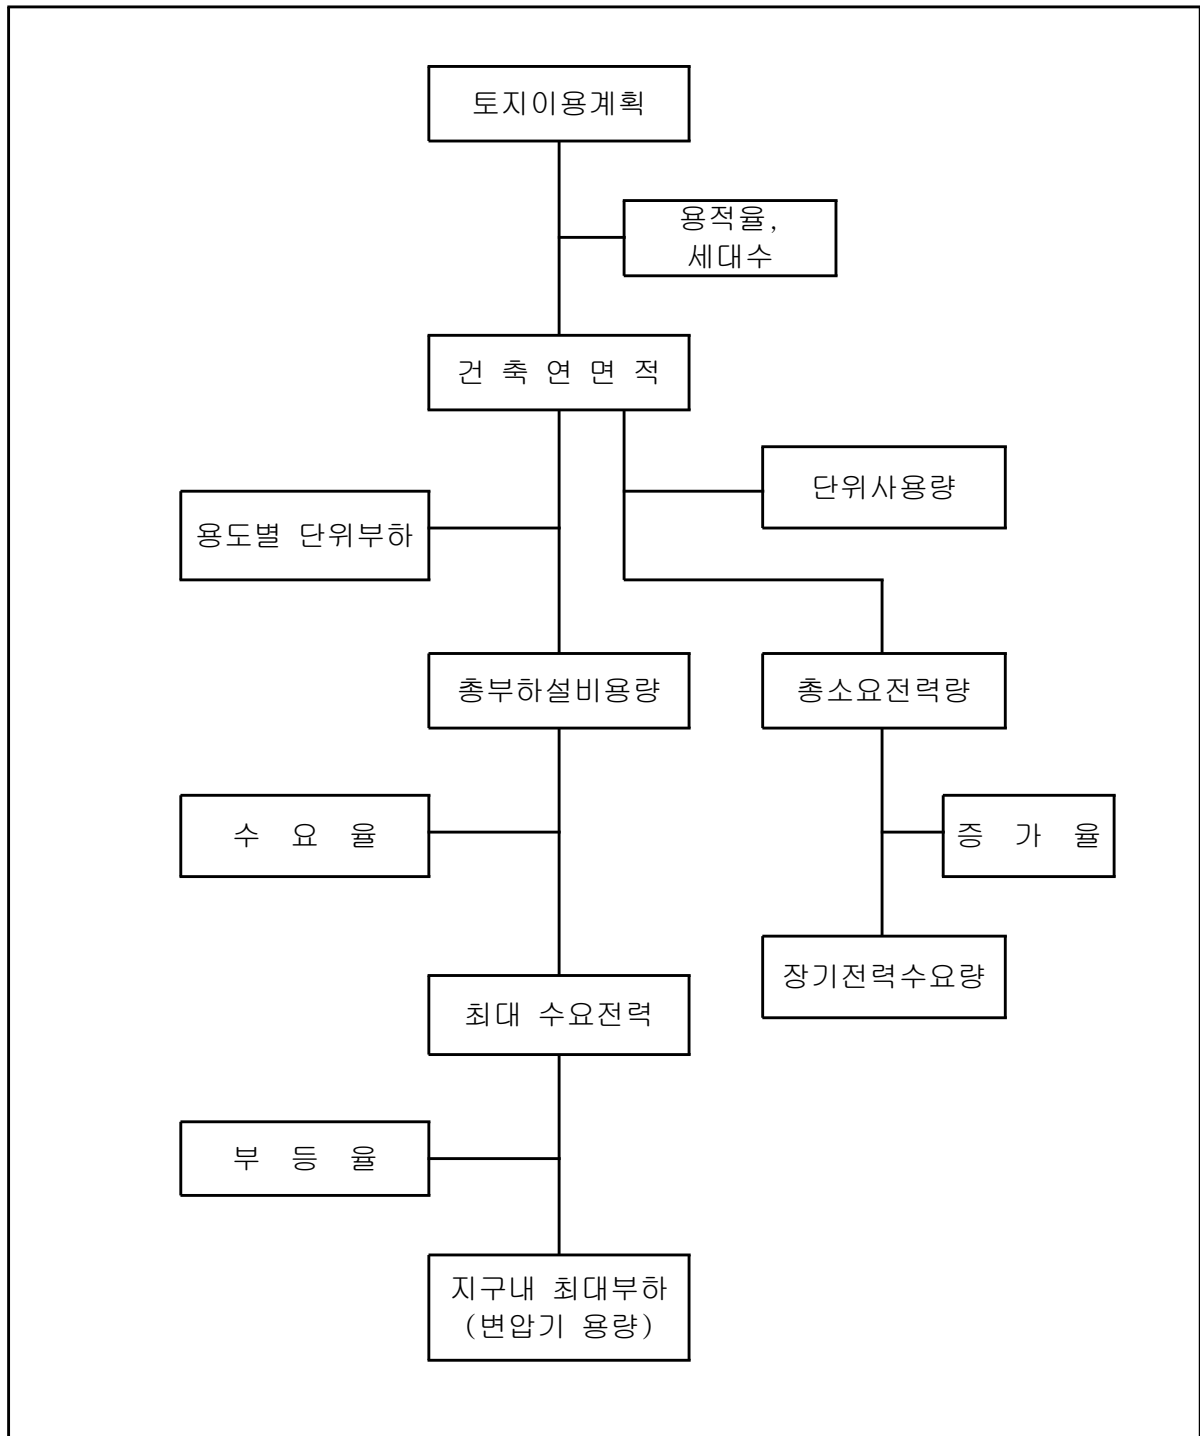 토지이용계획
용적율,
세대수
건 축 연 면 적
단위사용량
용도별 단위부하
총부하설비용량
총소요전력량
수 요 율
증 가 율
장기전력수요량
최대 수요전력
부 등 율
지구내 최대부하
(변압기 용량)